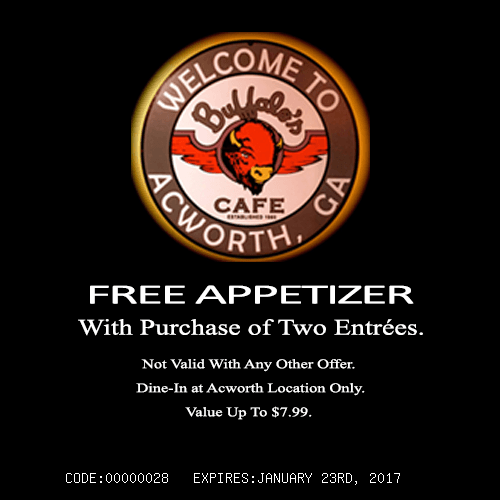 WELCOME TO
Buffalo's
CAFE
ESTABLISHED 1985
ACWORTH, GA
FREE APPETIZER
With Purchase of Two Entrées.
Not Valid With Any Other Offer.
Dine-In at Acworth Location Only.
Value Up To $7.99.
CODE:00000028 EXPIRES:JANUARY 23RD, 2017